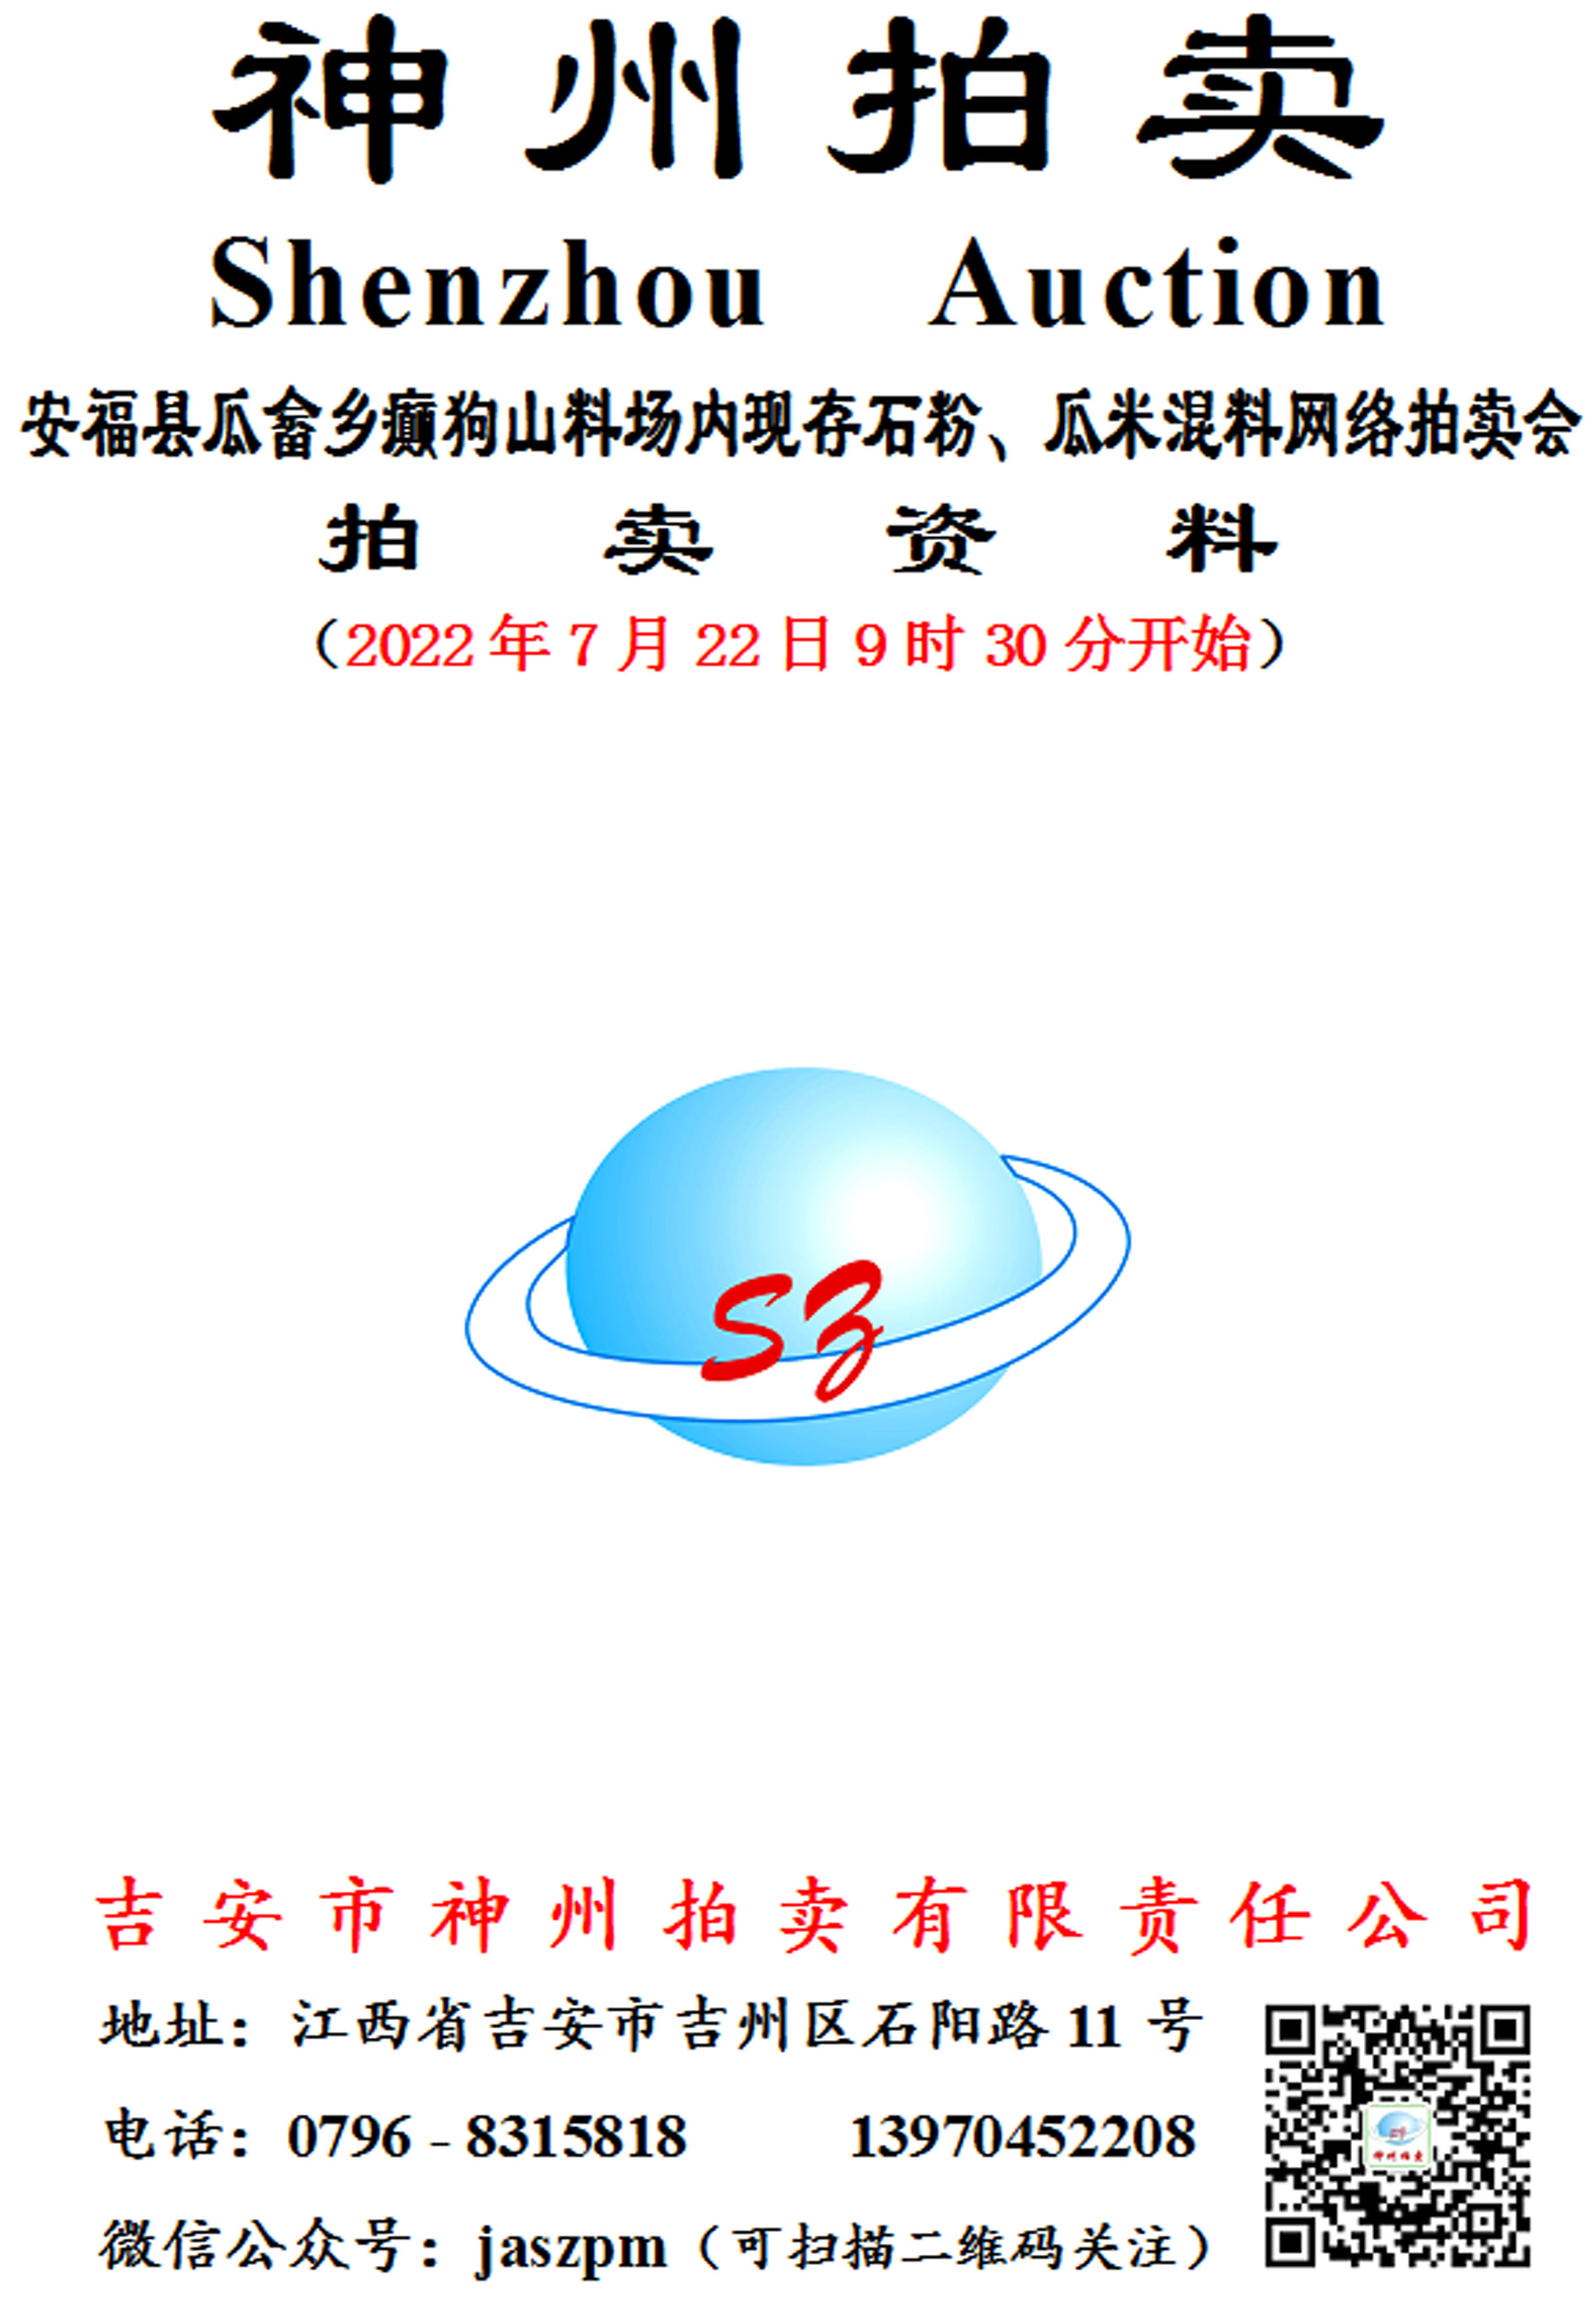 神州拍卖
Shenzhou Auction
安福县瓜畲乡癫狗山料场内现存石粉、瓜米混料网络拍卖会
拍卖资料
（2022年7月22日9时30分开始）
SZ
吉安市神州拍卖有限责任公司
地址：江西省吉安市吉州区石阳路11号
电话：0796-8315818 13970452208
微信公众号：jaszpm（可扫描二维码关注）
神州拍卖